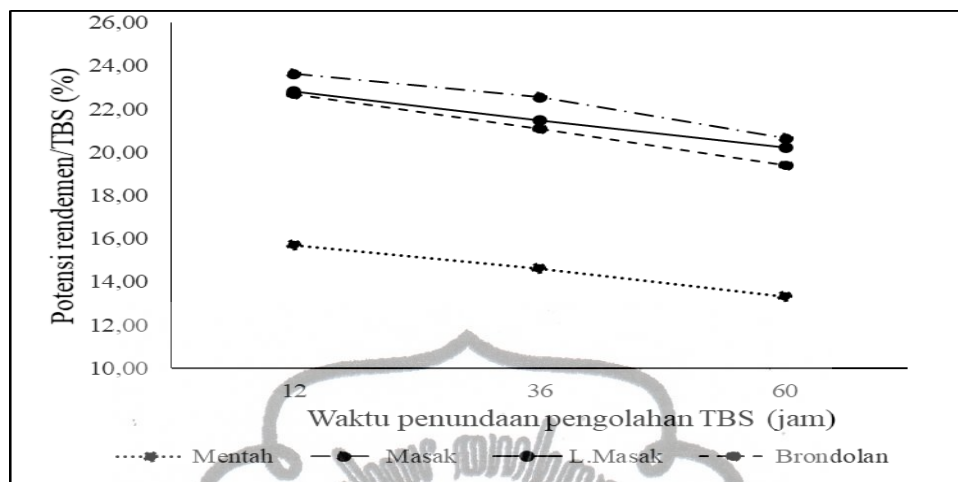 Potensi rendemen/TBS (%)
26,00
24,00
22,00
20,00
18,00
16,00
14,00
12,00
10,00
12 36 60
Waktu penundaan pengolahan TBS (jam)
Mentah Masak L.Masak Brondolan